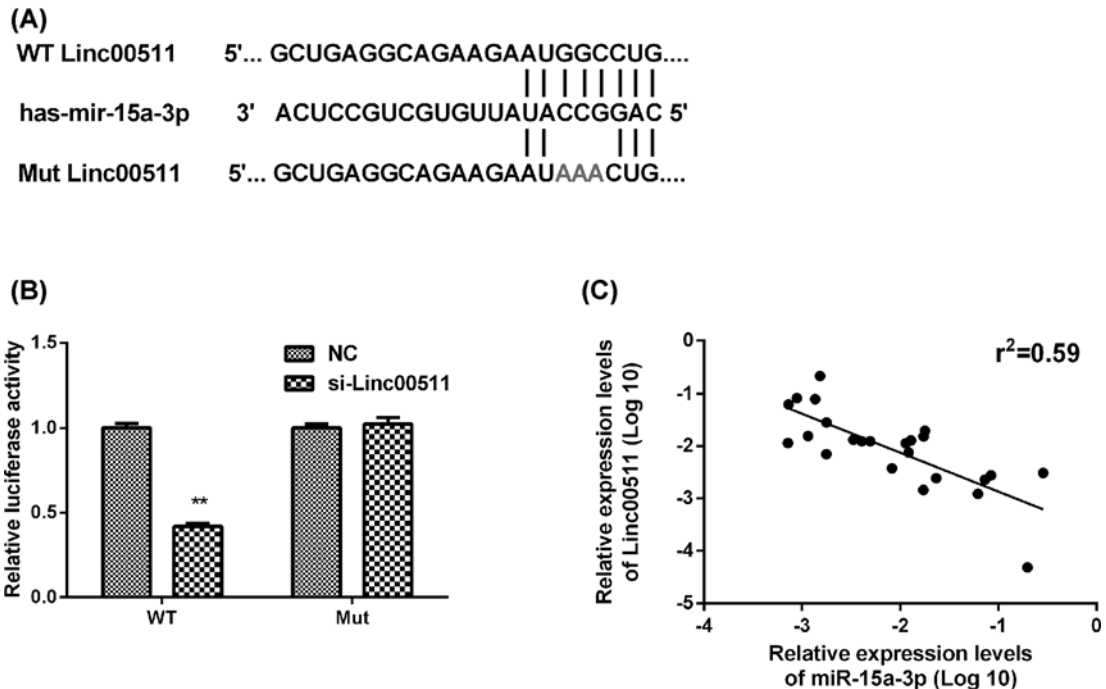 (A)
WT Linc00511 5'... GCUGAGGCAGAAGAAUGGCCUG....
has-mir-15a-3p 3' ACUCCGUCGUGUUAUACCGGAC 5'
Mut Linc00511 5'... GCUGAGGCAGAAGAAUAAACUG....
(B)
Relative luciferase activity
1.5
1.0
0.5
0.0
NC
si-Linc00511
**
WT Mut
(C)
Relative expression levels
of Linc00511 (Log 10)
0
-1
-2
-3
-4
-5
r²=0.59
-4 -3 -2 -1 0
Relative expression levels
of miR-15a-3p (Log 10)